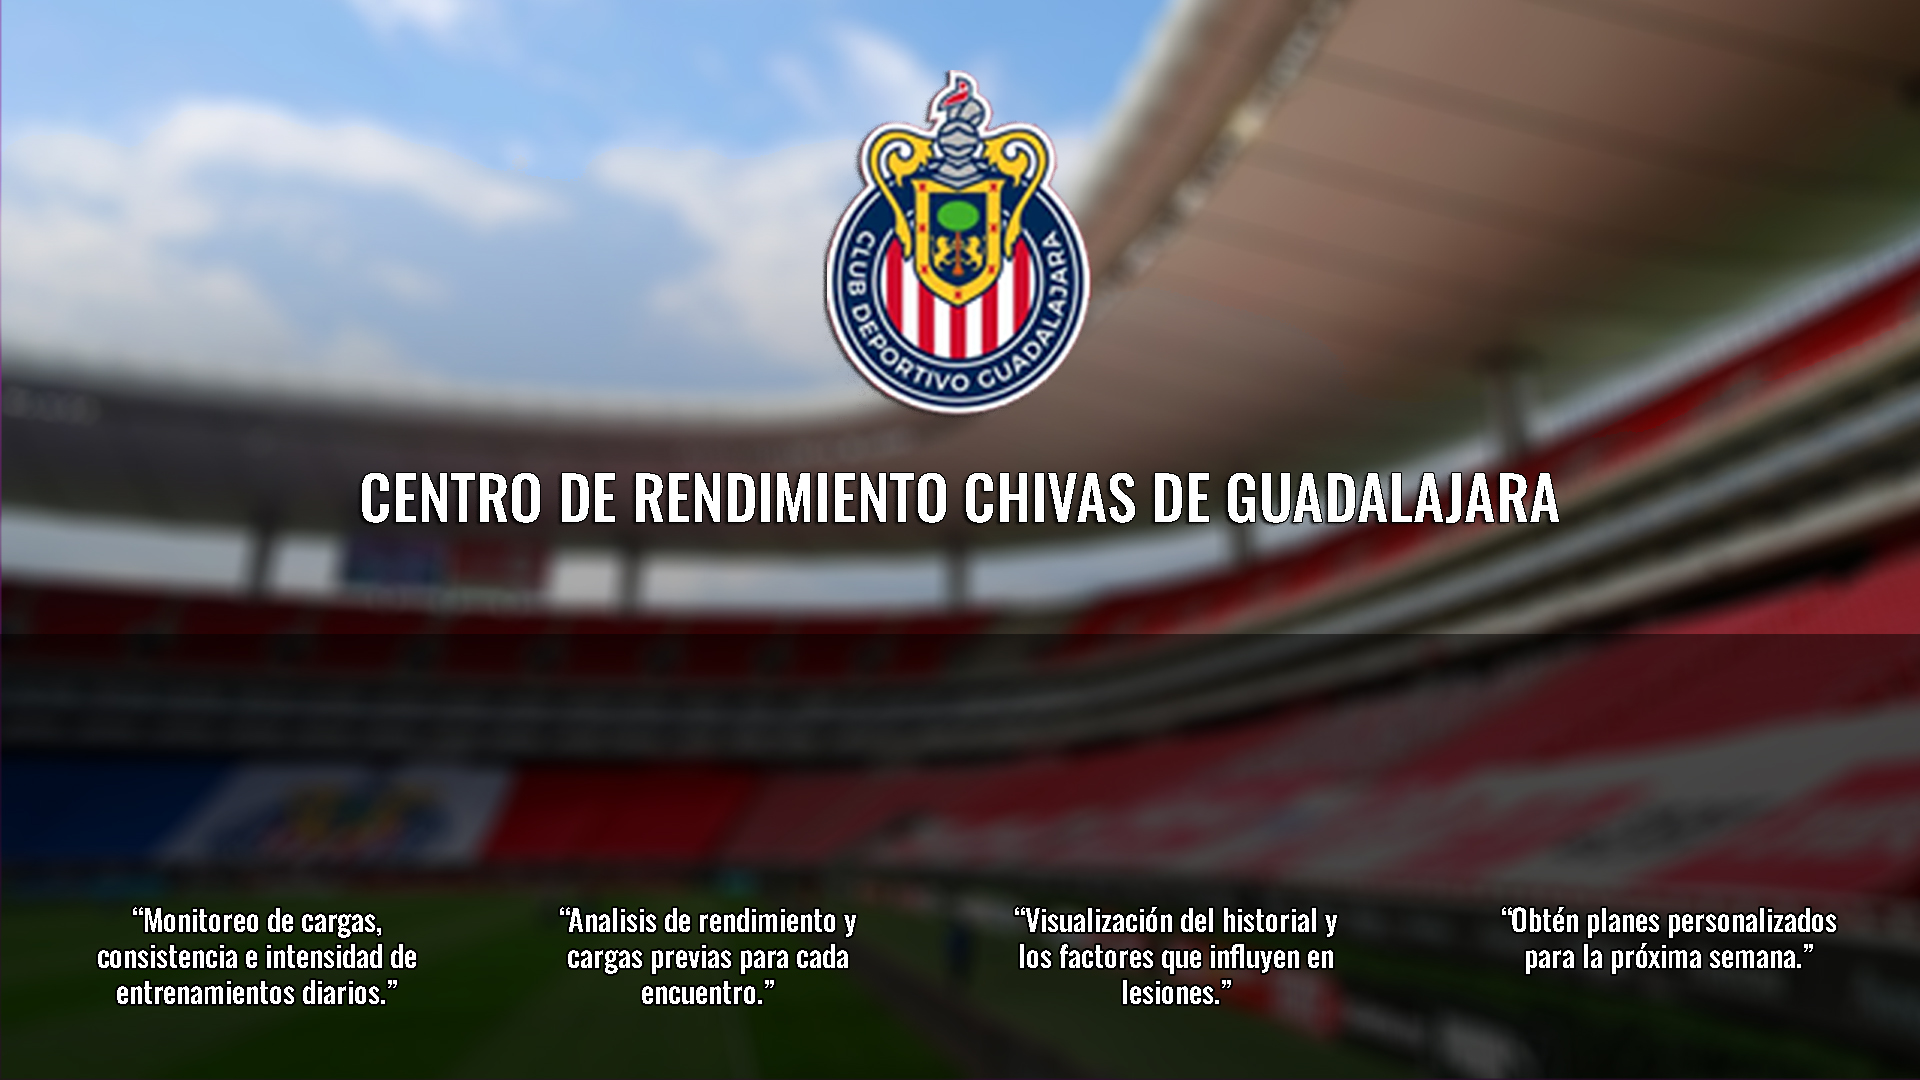 CLUB DEPORTIVO GUADALAJARA
CENTRO DE RENDIMIENTO CHIVAS DE GUADALAJARA
“Monitoreo de cargas,
consistencia e intensidad de
entrenamientos diarios.”
“Analisis de rendimiento y
cargas previas para cada
encuentro.”
“Visualización del historial y
los factores que influyen en
lesiones.”
“Obtén planes personalizados
para la próxima semana.”